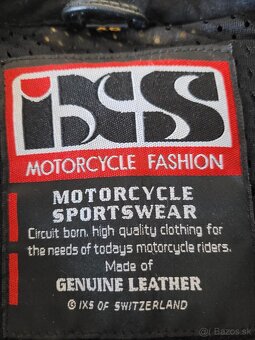 iXS
MOTORCYCLE FASHION
MOTORCYCLE
SPORTSWEAR
Circuit born, high quality clothing for
the needs of todays motorcycle riders.
Made of
GENUINE LEATHER
© IXS OF SWITZERLAND
© Bazos.sk